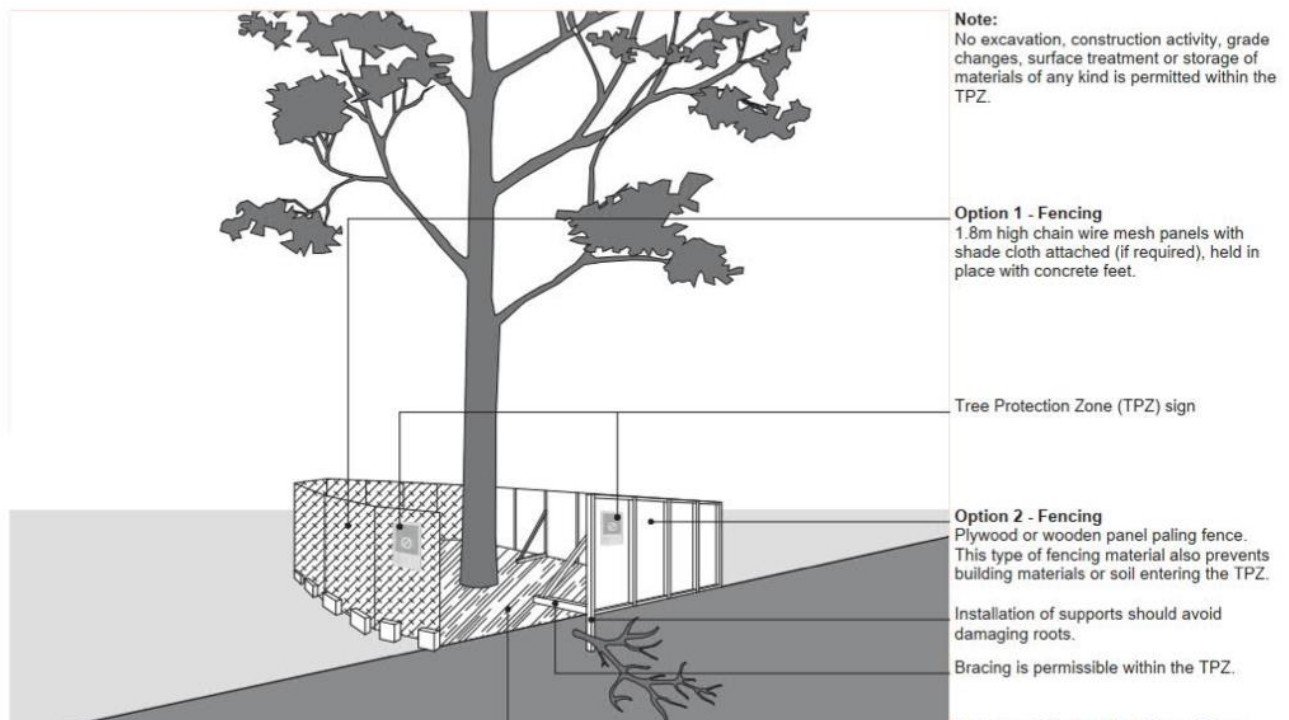 Note:
No excavation, construction activity, grade
changes, surface treatment or storage of
materials of any kind is permitted within the
TPZ.
Option 1 - Fencing
1.8m high chain wire mesh panels with
shade cloth attached (if required), held in
place with concrete feet.
Tree Protection Zone (TPZ) sign
Option 2 - Fencing
Plywood or wooden panel paling fence.
This type of fencing material also prevents
building materials or soil entering the TPZ.
Installation of supports should avoid
damaging roots.
Bracing is permissible within the TPZ.